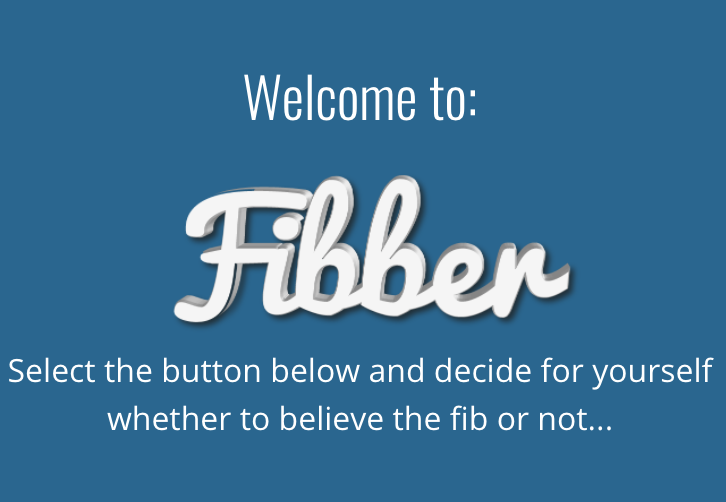 Welcome to:
Fibber
Select the button below and decide for yourself
whether to believe the fib or not...